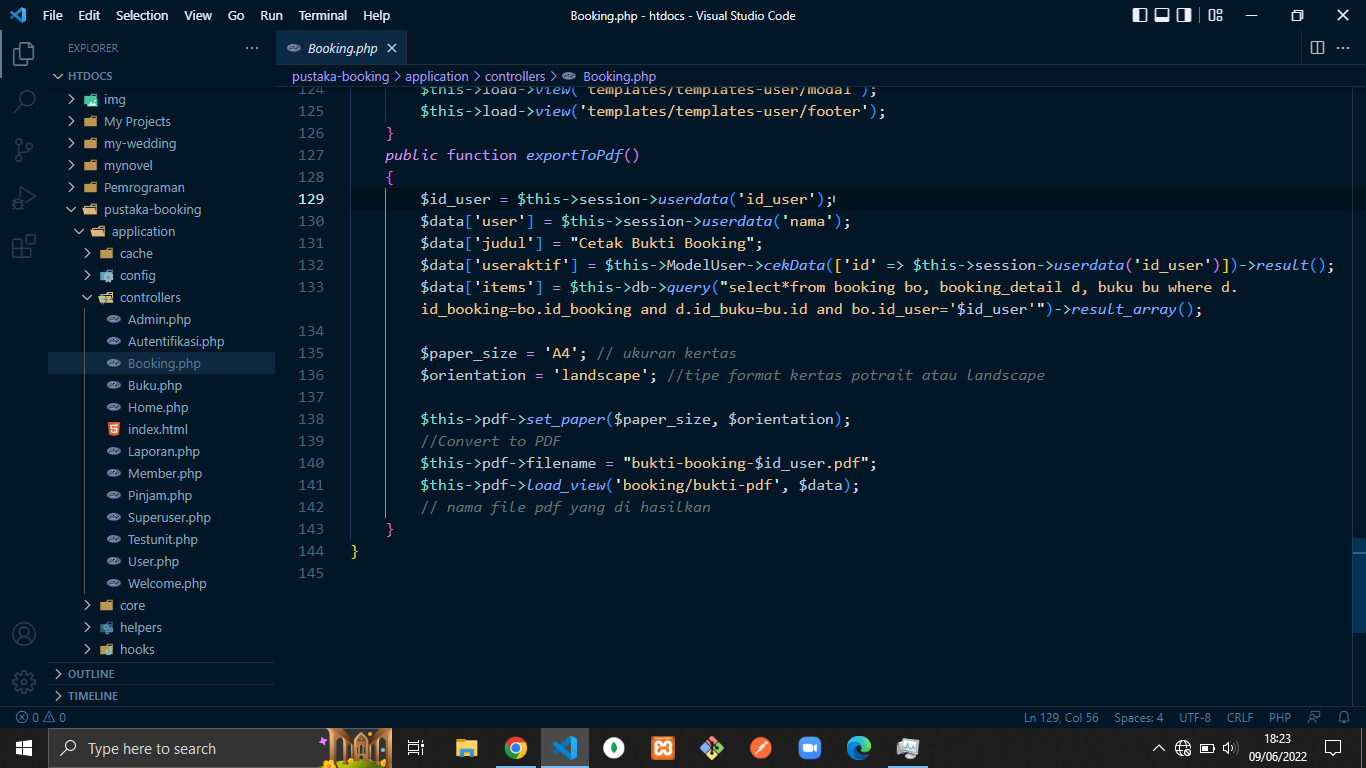 File Edit Selection View Go Run Terminal Help
Booking.php - htdocs - Visual Studio Code
EXPLORER
HTDOCS
img
My Projects
my-wedding
mynovel
Pemrograman
pustaka-booking
application
cache
config
controllers
Admin.php
Autentifikasi.php
Booking.php
Buku.php
Home.php
index.html
Laporan.php
Member.php
Pinjam.php
Superuser.php
Testunit.php
User.php
Welcome.php
core
helpers
hooks
OUTLINE
TIMELINE
Booking.php
pustaka-booking > application > controllers > Booking.php
124 $this->load->view('templates/templates-user/modal');
125 $this->load->view('templates/templates-user/footer');
126 }
127 public function exportToPdf()
128 {
129 $id_user = $this->session->userdata('id_user');
130 $data['user'] = $this->session->userdata('nama');
131 $data['judul'] = "Cetak Bukti Booking";
132 $data['useraktif'] = $this->ModelUser->cekData(['id' => $this->session->userdata('id_user')])->result();
133 $data['items'] = $this->db->query("select*from booking bo, booking_detail d, buku bu where d.
id_booking=bo.id_booking and d.id_buku=bu.id and bo.id_user='$id_user'")->result_array();
134
135 $paper_size = 'A4'; // ukuran kertas
136 $orientation = 'landscape'; //tipe format kertas potrait atau landscape
137
138 $this->pdf->set_paper($paper_size, $orientation);
139 //Convert to PDF
140 $this->pdf->filename = "bukti-booking-$id_user.pdf";
141 $this->pdf->load_view('booking/bukti-pdf', $data);
142 // nama file pdf yang di hasilkan
143 }
144 }
145
0 0
Ln 129, Col 56 Spaces: 4 UTF-8 CRLF PHP
Type here to search
18:23
09/06/2022